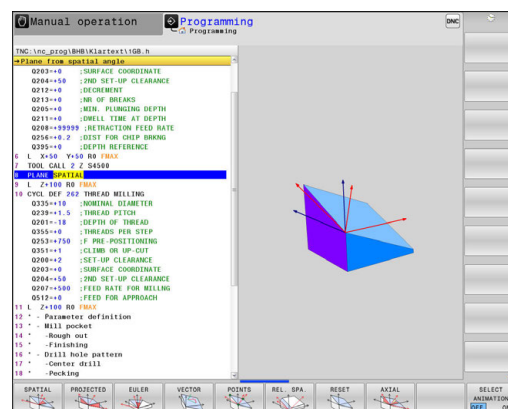 Manual operation
Programming
Programming
DNC
TNC:\nc_prog\BHB\Klartext\1GB.h
→Plane from spatial angle
Q203=+0 ;SURFACE COORDINATE
Q204=+50 ;2ND SET-UP CLEARANCE
Q212=+0 ;DECREMENT
Q213=+0 ;NR OF BREAKS
Q205=+0 ;MIN. PLUNGING DEPTH
Q211=+0 ;DWELL TIME AT DEPTH
Q208=+99999 ;RETRACTION FEED RATE
Q256=+0.2 ;DIST FOR CHIP BRKNG
Q395=+0 ;DEPTH REFERENCE
6 L X+50 Y+50 R0 FMAX
7 TOOL CALL 2 Z S4500
8 PLANE SPATIAL
9 L Z+100 R0 FMAX
10 CYCL DEF 262 THREAD MILLING
Q335=+10 ;NOMINAL DIAMETER
Q239=+1.5 ;THREAD PITCH
Q201=-18 ;DEPTH OF THREAD
Q355=+0 ;THREADS PER STEP
Q253=+750 ;F PRE-POSITIONING
Q351=+1 ;CLIMB OR UP-CUT
Q200=+2 ;SET-UP CLEARANCE
Q203=+0 ;SURFACE COORDINATE
Q204=+50 ;2ND SET-UP CLEARANCE
Q207=+500 ;FEED RATE FOR MILLNG
Q512=+0 ;FEED FOR APPROACH
11 L Z+100 R0 FMAX
12 * - Parameter definition
13 * - Mill pocket
14 * -Rough out
15 * -Finishing
16 * - Drill hole pattern
17 * -Center drill
18 * -Pecking
SPATIAL PROJECTED EULER VECTOR POINTS REL. SPA. RESET AXIAL SELECT
ANIMATION
OFF